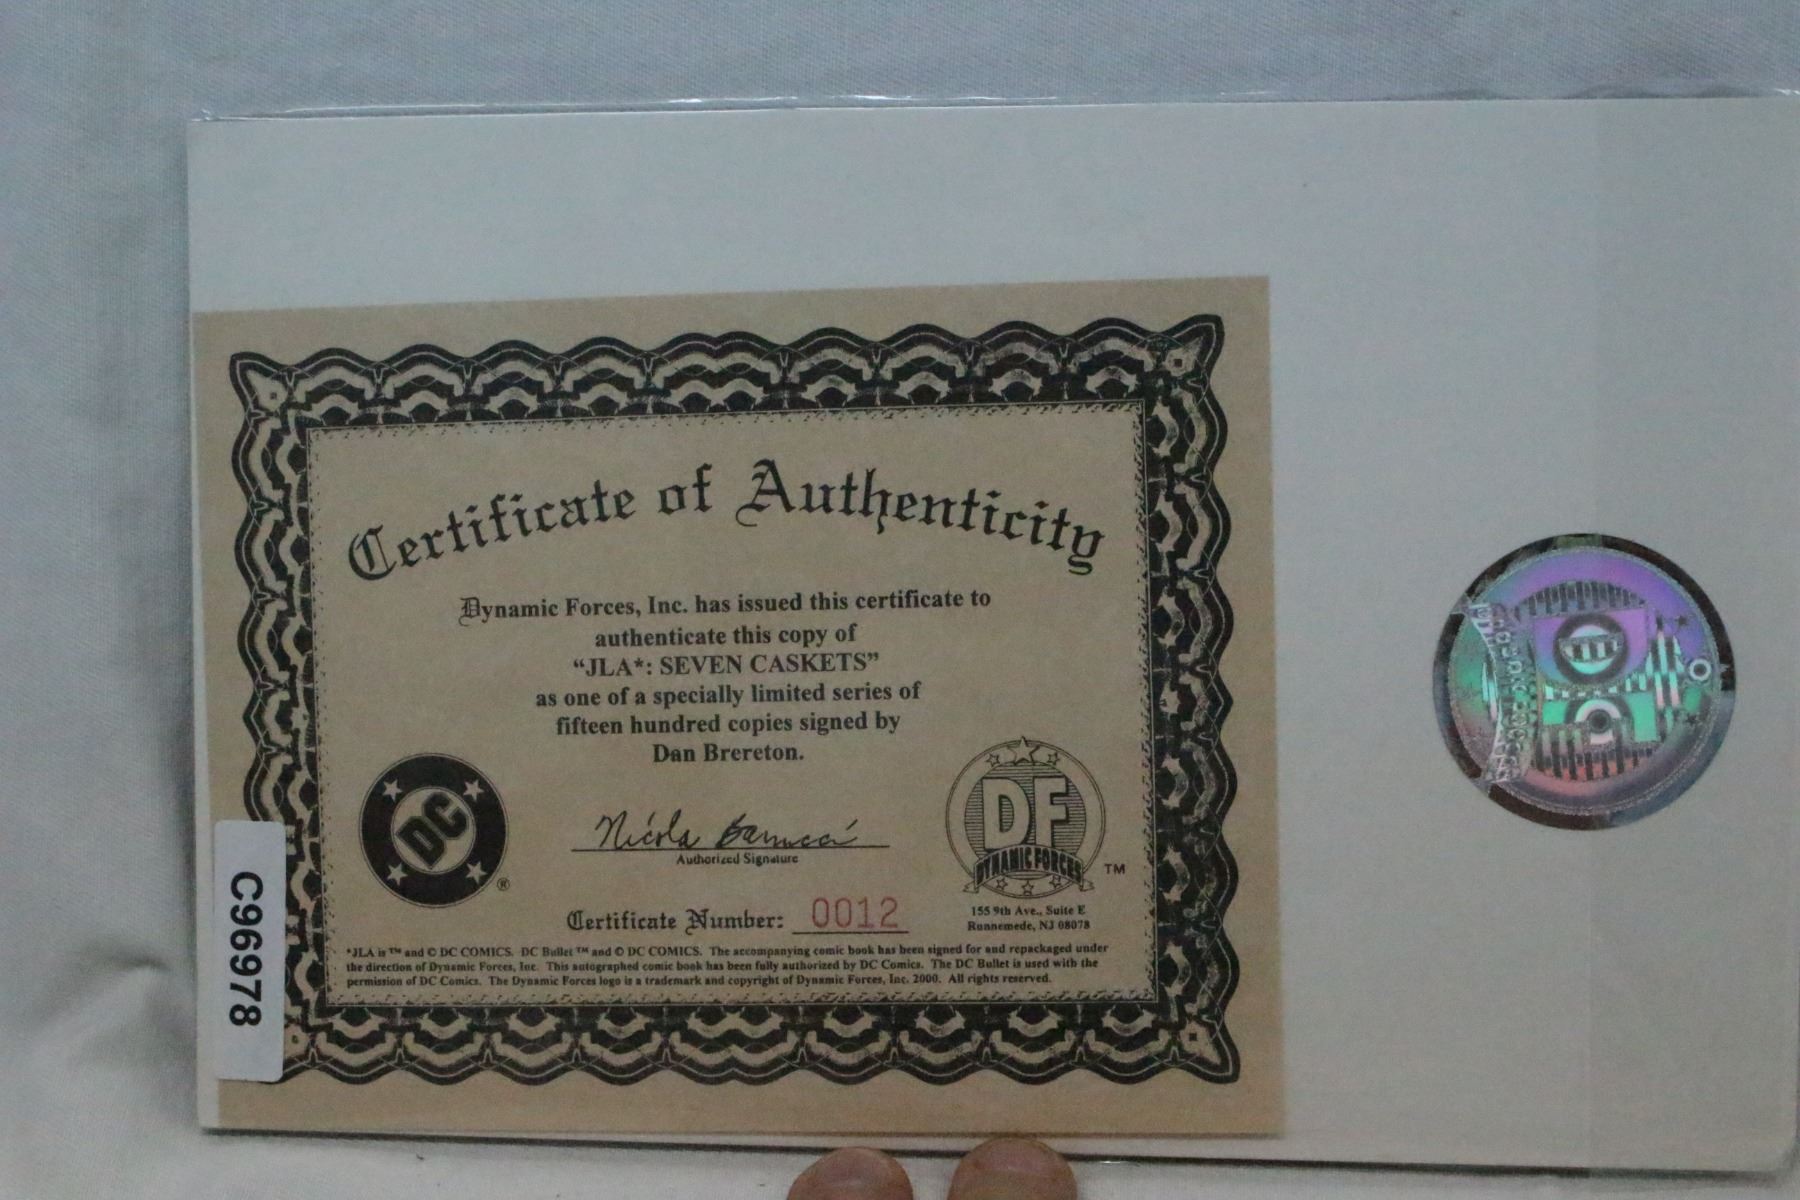 Certificate of Authenticity
Dynamic Forces, Inc. has issued this certificate to
authenticate this copy of
“JLA*: SEVEN CASKETS”
as one of a specially limited series of
fifteen hundred copies signed by
Dan Brereton.
DC
®
Authorized Signature
DF
DYNAMIC FORCES
TM
155 9th Ave., Suite E
Runnemede, NJ 08078
Certificate Number: 0012
*JLA is ™ and © DC COMICS. DC Bullet ™ and © DC COMICS. The accompanying comic book has been signed for and repackaged under
the direction of Dynamic Forces, Inc. This autographed comic book has been fully authorized by DC Comics. The DC Bullet is used with the
permission of DC Comics. The Dynamic Forces logo is a trademark and copyright of Dynamic Forces, Inc. 2000. All rights reserved.
C96978